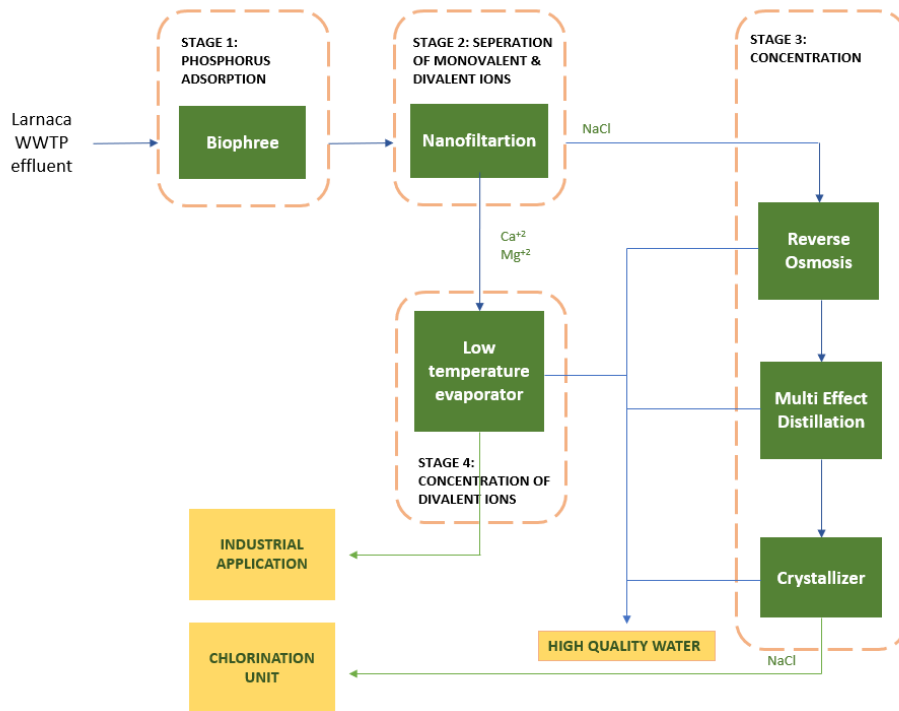 STAGE 1:
PHOSPHORUS
ADSORPTION
STAGE 2: SEPERATION
OF MONOVALENT &
DIVALENT IONS
STAGE 3:
CONCENTRATION
Larnaca
WWTP
effluent
Biophree
Nanofiltartion
NaCl
Ca⁺²
Mg⁺²
Reverse
Osmosis
Low
temperature
evaporator
Multi Effect
Distillation
STAGE 4:
CONCENTRATION OF
DIVALENT IONS
INDUSTRIAL
APPLICATION
Crystallizer
HIGH QUALITY WATER
NaCl
CHLORINATION
UNIT